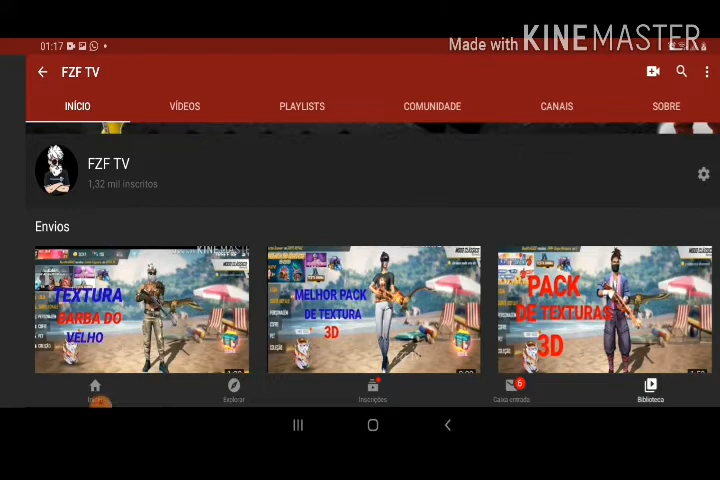 01:17
Made with KINEMASTER
FZF TV
INÍCIO VÍDEOS PLAYLISTS COMUNIDADE CANAIS SOBRE
FZF TV
1,32 mil inscritos
Envios
KINEMASTER
TEXTURA
BARBA DO
VELHO
MELHOR PACK
DE TEXTURA
3D
PACK
DE TEXTURAS
3D
Explorar Inscrições Caixa entrada Biblioteca
6